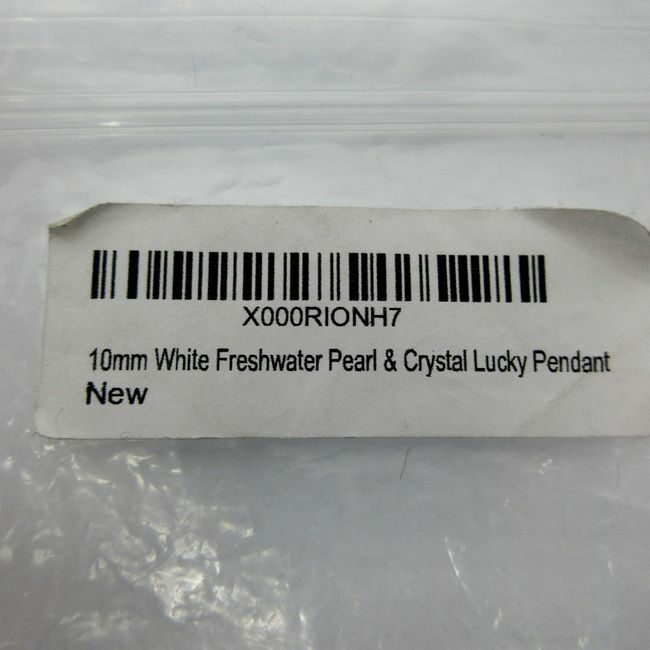 X000RIONH7
10mm White Freshwater Pearl & Crystal Lucky Pendant
New